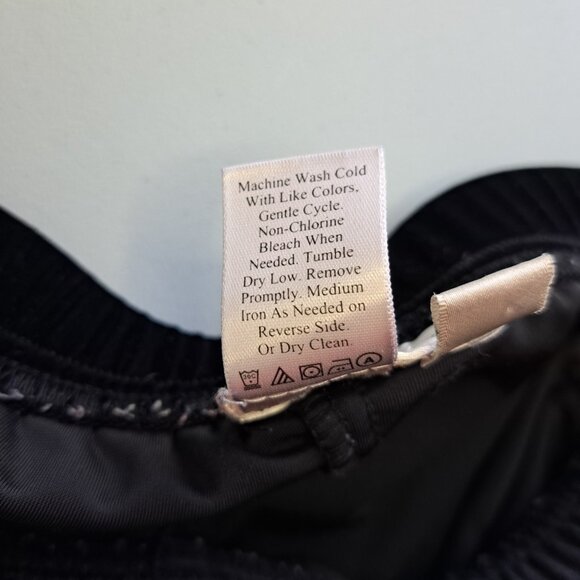 Machine Wash Cold
With Like Colors,
Gentle Cycle.
Non-Chlorine
Bleach When
Needed. Tumble
Dry Low. Remove
Promptly. Medium
Iron As Needed on
Reverse Side.
Or Dry Clean.